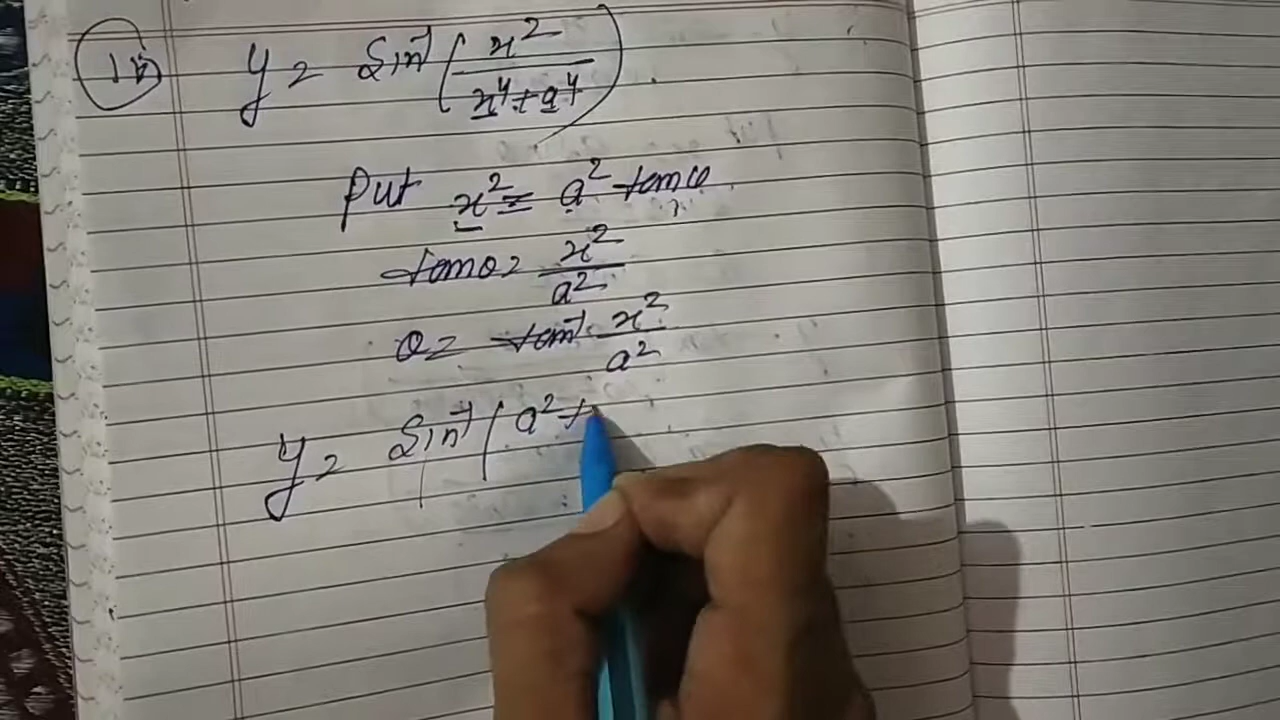 iv) y = Sin⁻¹ ( x² / x⁴ + a⁴ )
Put x² = a² tanθ
tanθ = x² / a²
θ = tan⁻¹ x² / a²
y = Sin⁻¹ ( a² t